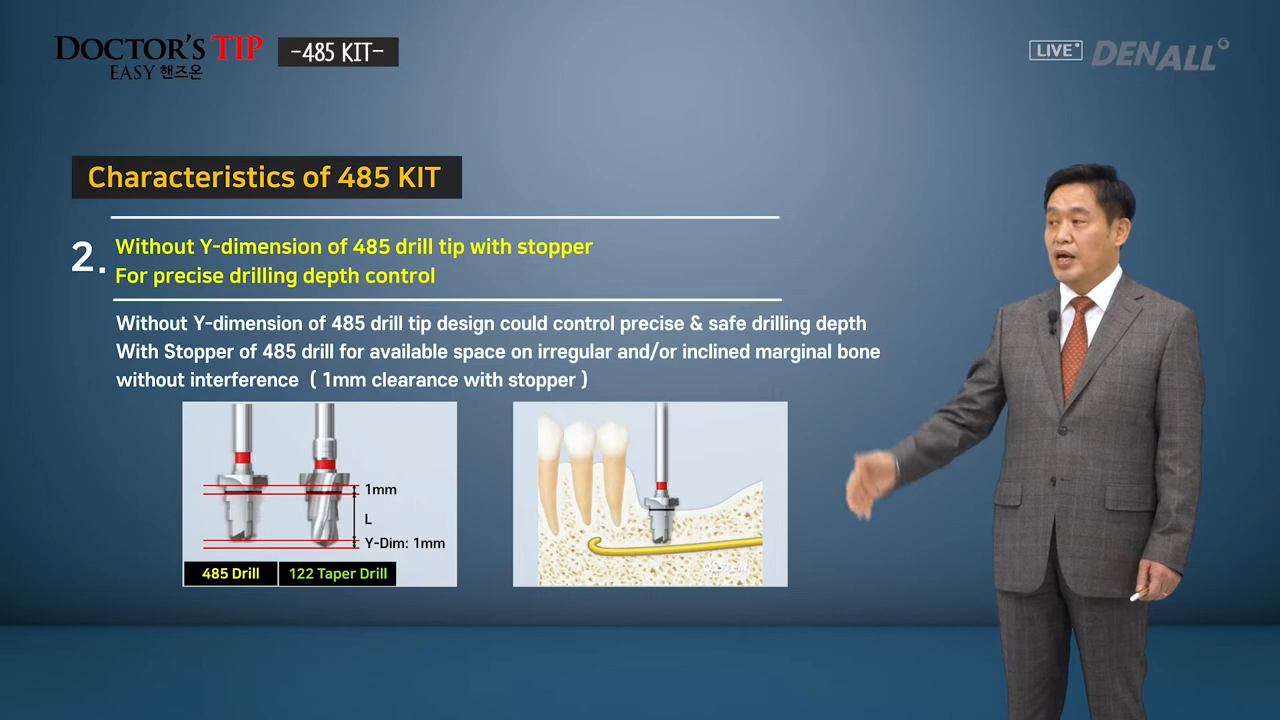 DOCTOR'S TIP
EASY 핸즈온
-485 KIT-
LIVE
DENALL
Characteristics of 485 KIT
2.
Without Y-dimension of 485 drill tip with stopper
For precise drilling depth control
Without Y-dimension of 485 drill tip design could control precise & safe drilling depth
With Stopper of 485 drill for available space on irregular and/or inclined marginal bone
without interference ( 1mm clearance with stopper )
1mm
L
Y-Dim: 1mm
485 Drill
122 Taper Drill
OSSTEM